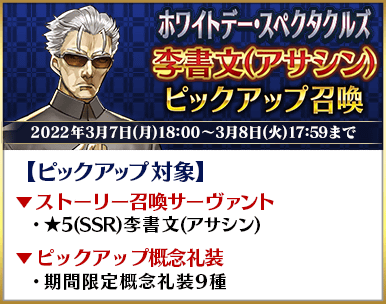 ホワイトデー・スペクタクルズ
李書文(アサシン)
ピックアップ召喚
2022年3月7日(月)18:00～3月8日(火)17:59まで
【ピックアップ対象】
▼ストーリー召喚サーヴァント
・★5(SSR)李書文(アサシン)
▼ピックアップ概念礼装
・期間限定概念礼装9種